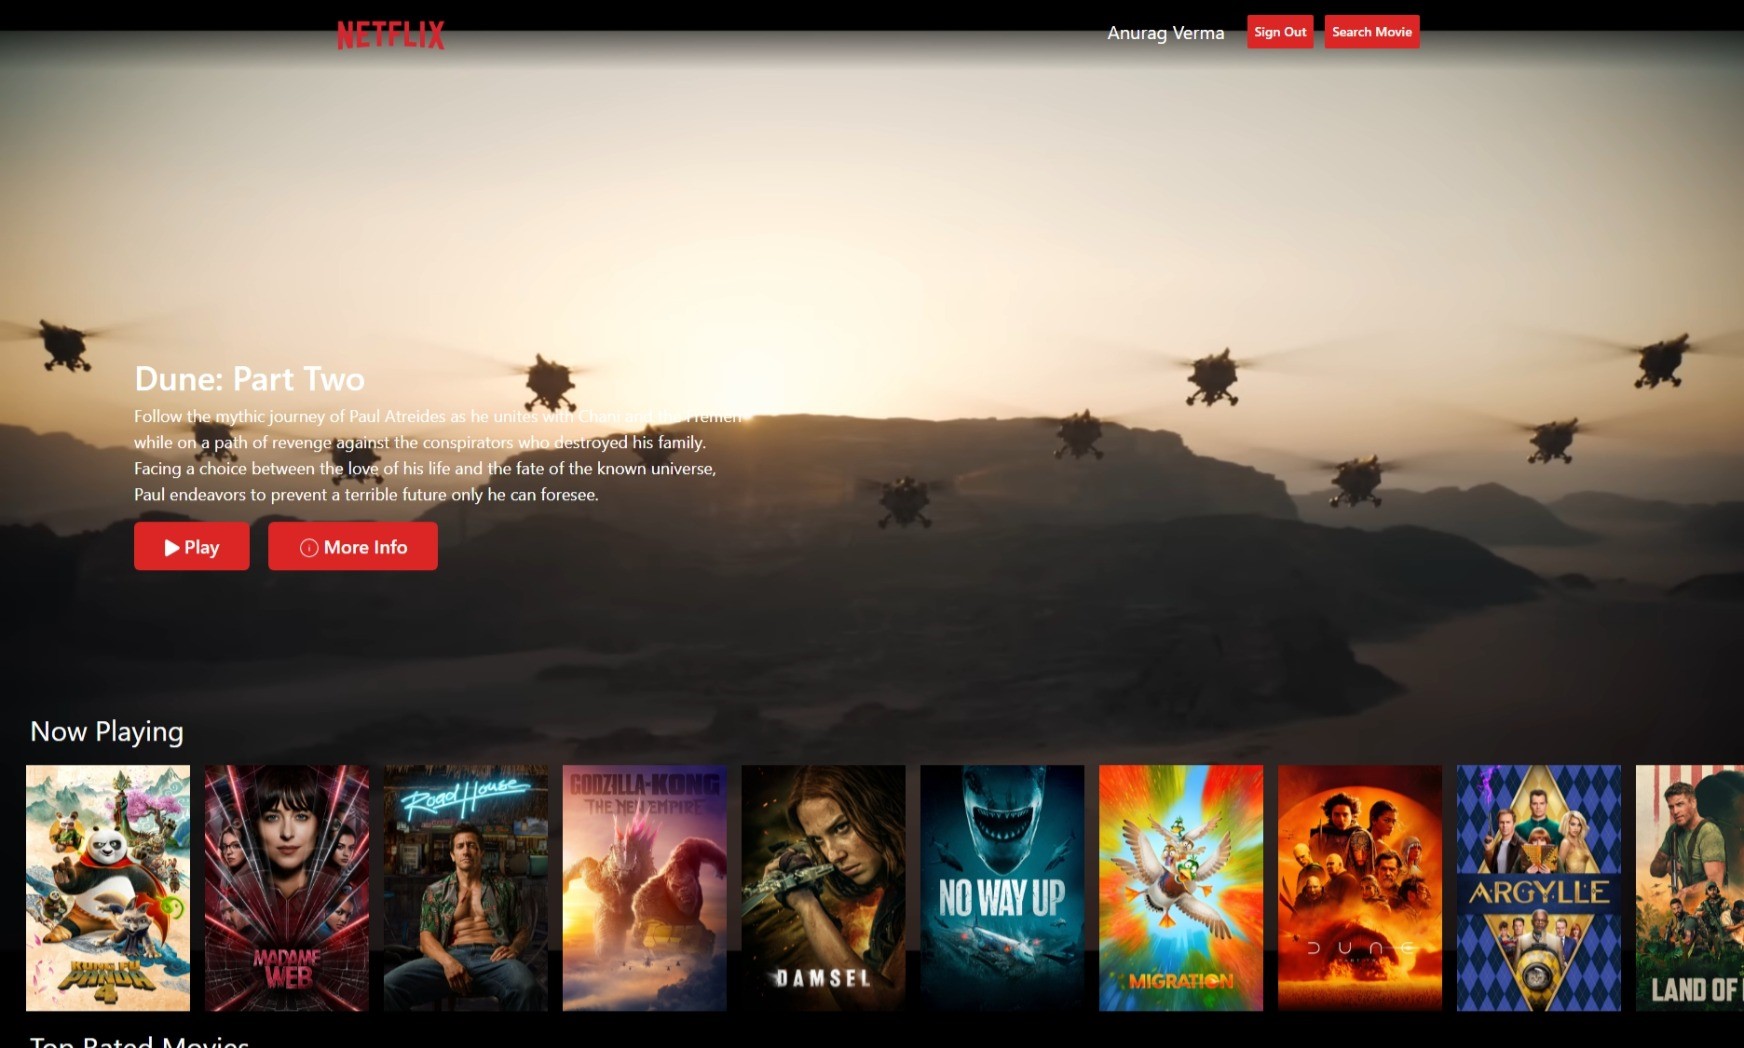 NETFLIX
Anurag Verma
Sign Out
Search Movie
Dune: Part Two
Follow the mythic journey of Paul Atreides as he unites with Chani and the Fremen
while on a path of revenge against the conspirators who destroyed his family.
Facing a choice between the love of his life and the fate of the known universe,
Paul endeavors to prevent a terrible future only he can foresee.
Play
More Info
Now Playing
KUNG FU
PANDA
4
MADAME
WEB
Road House
GODZILLA-KONG
THE NEW EMPIRE
DAMSEL
NO WAY UP
MIGRATION
DUNE
ARGYLLE
LAND OF
Top Rated Movies